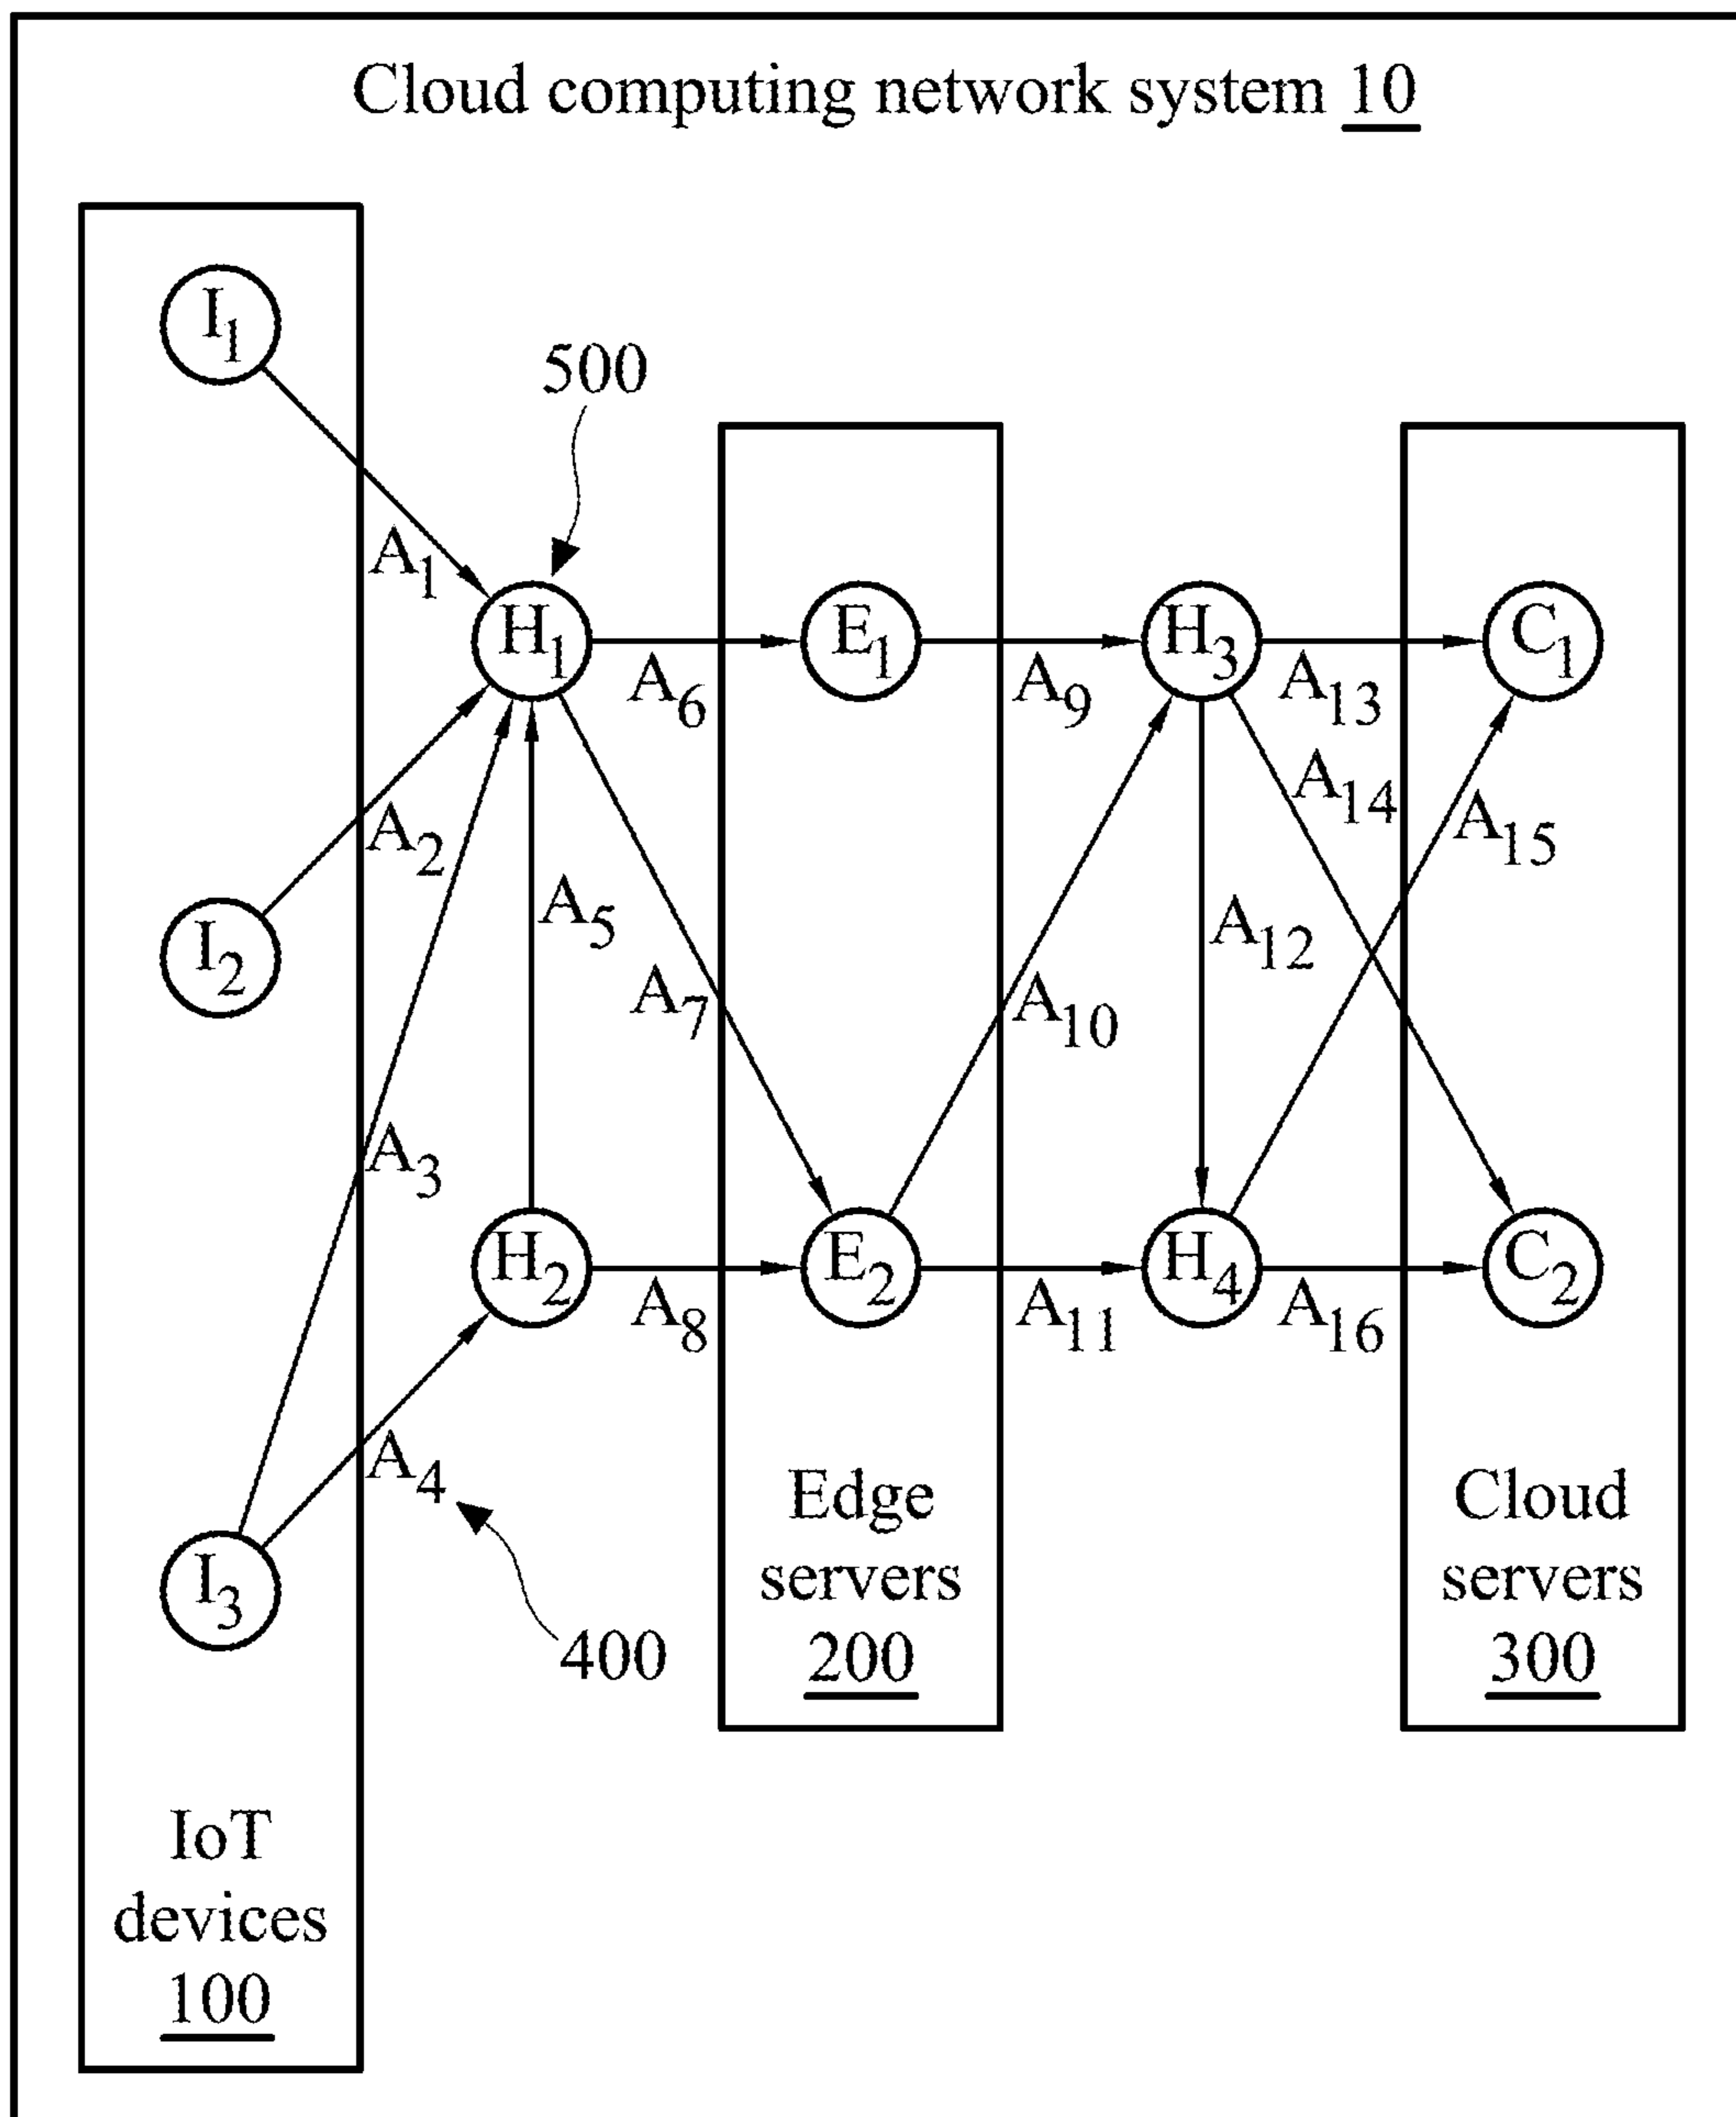 Cloud computing network system 10
I1
500
A1
H1
E1
H3
C1
A6
A9
A13
A14
A2
A15
A5
A12
I2
A7
A10
A3
H2
E2
H4
C2
A8
A11
A16
A4
I3
400
Edge
servers
200
Cloud
servers
300
IoT
devices
100